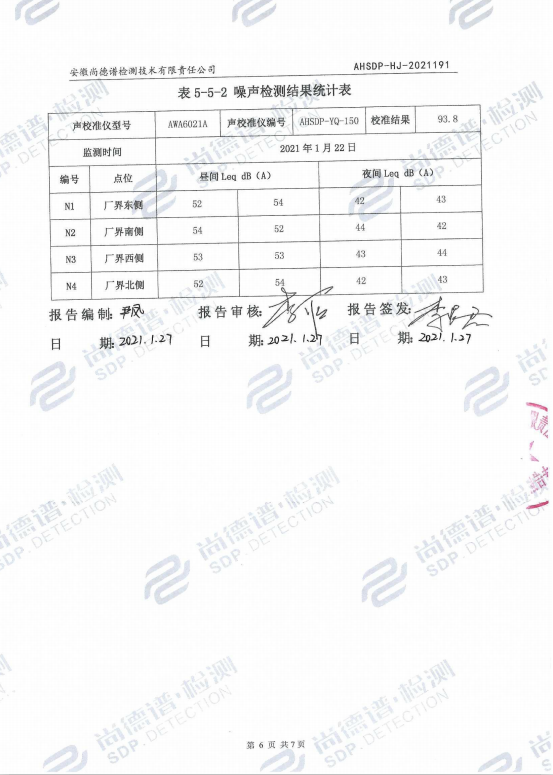 安徽尚德谱检测技术有限责任公司 AHSDP-HJ-2021191
表 5-5-2 噪声检测结果统计表
声校准仪型号 AWA6021A 声校准仪编号 AHSDP-YQ-150 校准结果 93.8
监测时间 2021 年 1 月 22 日
编号 点位 昼间 Leq dB（A） 夜间 Leq dB（A）
N1 厂界东侧 52 54 42 43
N2 厂界南侧 54 52 44 42
N3 厂界西侧 53 53 43 44
N4 厂界北侧 52 54 42 43
报告编制: 报告审核: 报告签发:
日 期: 2021.1.27 日 期: 2021.1.27 日 期: 2021.1.27
尚德谱·检测
SDP DETECTION
第 6 页 共 7 页